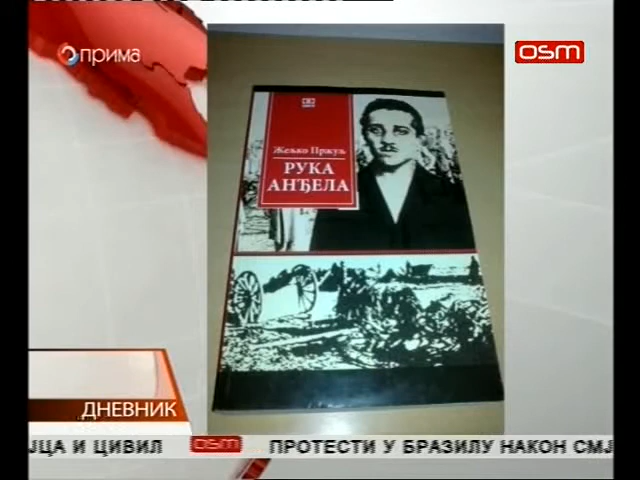 прима
OSM
Жељко Пржуљ
РУКА
АНЂЕЛА
ДНЕВНИК
ЈЦА И ЦИВИЛ OSM ПРОТЕСТИ У БРАЗИЛУ НАКОН СМЈ